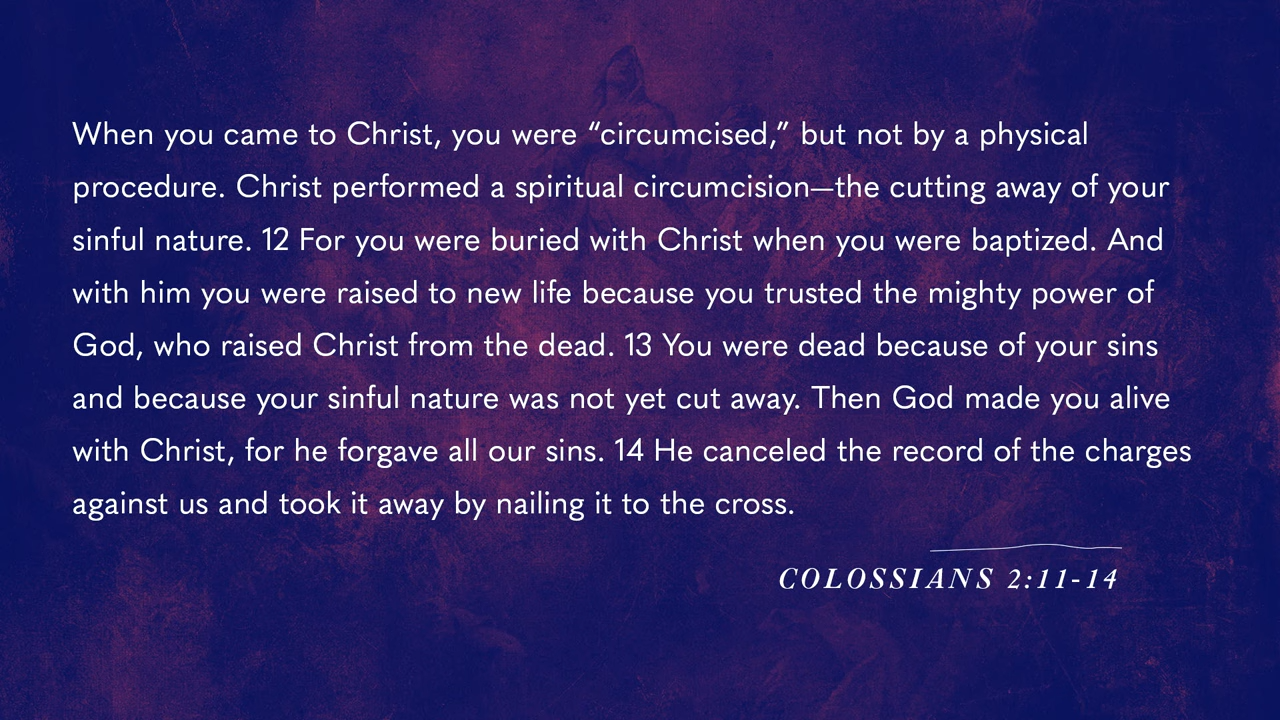 When you came to Christ, you were “circumcised,” but not by a physical
procedure. Christ performed a spiritual circumcision—the cutting away of your
sinful nature. 12 For you were buried with Christ when you were baptized. And
with him you were raised to new life because you trusted the mighty power of
God, who raised Christ from the dead. 13 You were dead because of your sins
and because your sinful nature was not yet cut away. Then God made you alive
with Christ, for he forgave all our sins. 14 He canceled the record of the charges
against us and took it away by nailing it to the cross.
COLOSSIANS 2:11-14